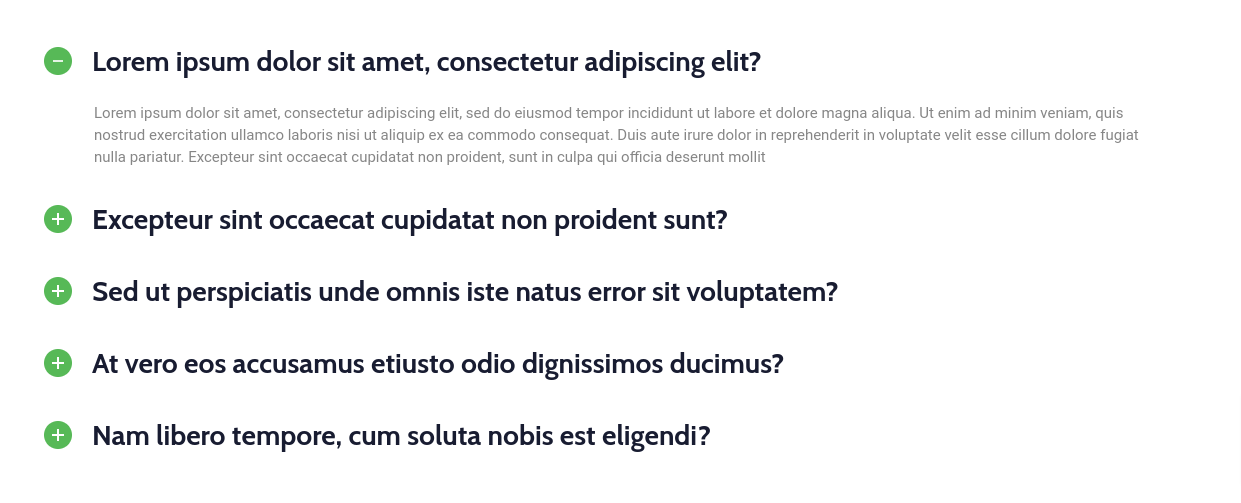 Lorem ipsum dolor sit amet, consectetur adipiscing elit?
Lorem ipsum dolor sit amet, consectetur adipiscing elit, sed do eiusmod tempor incididunt ut labore et dolore magna aliqua. Ut enim ad minim veniam, quis
nostrud exercitation ullamco laboris nisi ut aliquip ex ea commodo consequat. Duis aute irure dolor in reprehenderit in voluptate velit esse cillum dolore fugiat
nulla pariatur. Excepteur sint occaecat cupidatat non proident, sunt in culpa qui officia deserunt mollit
Excepteur sint occaecat cupidatat non proident sunt?
Sed ut perspiciatis unde omnis iste natus error sit voluptatem?
At vero eos accusamus etiusto odio dignissimos ducimus?
Nam libero tempore, cum soluta nobis est eligendi?